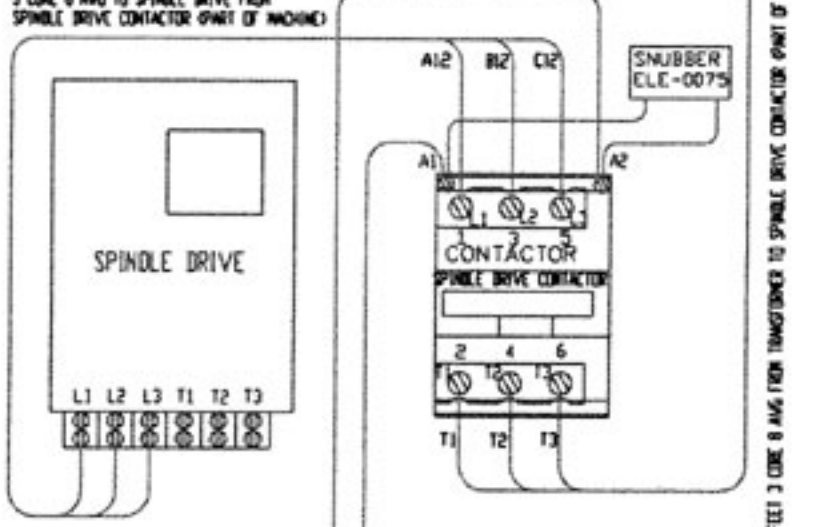 SPINDLE DRIVE CONTACTOR (PART OF MACHINE)
A12 B12 C12
SNUBBER
ELE-0075
A1 A2
L1 L2 L3
1 3 5
CONTACTOR
SPINDLE DRIVE CONTACTOR
2 4 6
T1 T2 T3
T1 T2 T3
SPINDLE DRIVE
L1 L2 L3 T1 T2 T3
3 CORE 8 AWG FROM TRANSFORMER TO SPINDLE DRIVE CONTACTOR (PART OF